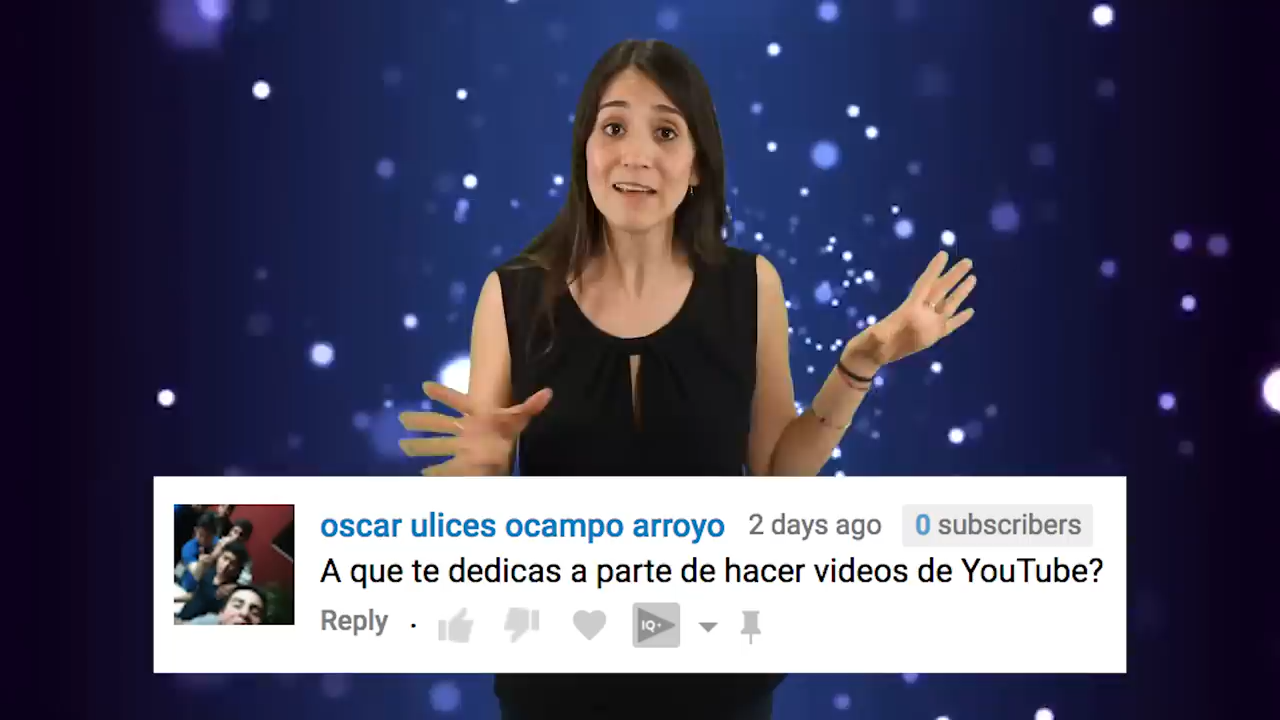 oscar ulices ocampo arroyo 2 days ago 0 subscribers
A que te dedicas a parte de hacer videos de YouTube?
Reply . IQ